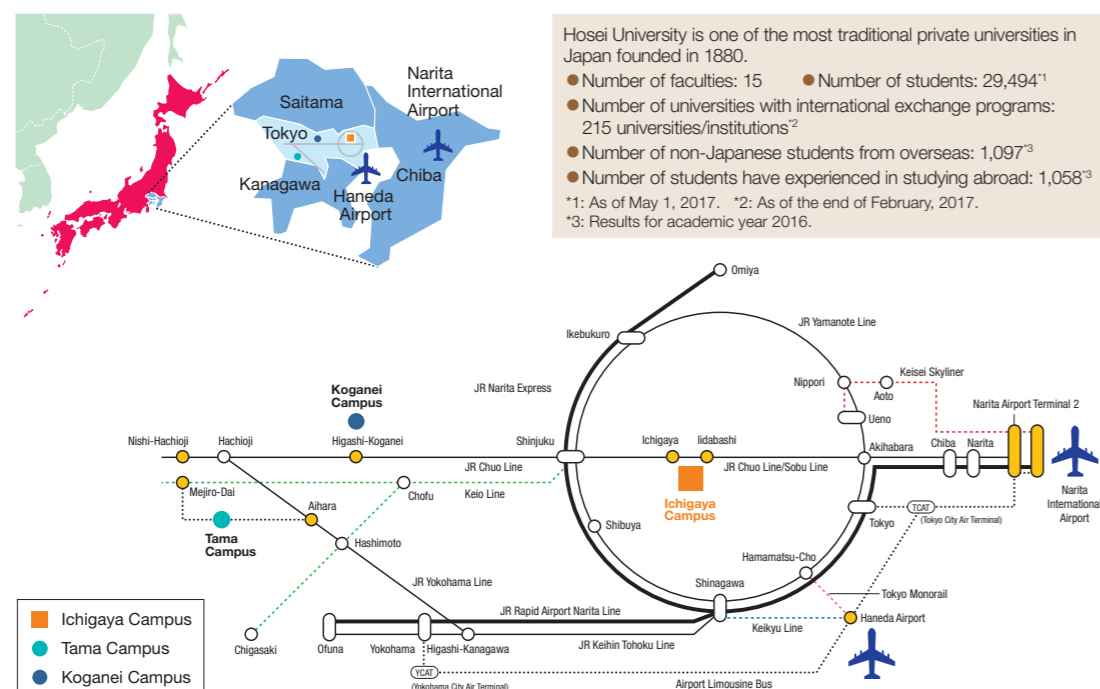 Saitama
Tokyo
Kanagawa
Narita
International
Airport
Haneda
Airport
Chiba
Hosei University is one of the most traditional private universities in
Japan founded in 1880.
● Number of faculties: 15 ● Number of students: 29,494*1
● Number of universities with international exchange programs:
215 universities/institutions*2
● Number of non-Japanese students from overseas: 1,097*3
● Number of students have experienced in studying abroad: 1,058*3
*1: As of May 1, 2017. *2: As of the end of February, 2017.
*3: Results for academic year 2016.
Omiya
JR Yamanote Line
Ikebukuro
JR Narita Express
Nippori
Keisei Skyliner
Aoto
Ueno
Narita Airport Terminal 2
Koganei
Campus
Nishi-Hachioji
Hachioji
Higashi-Koganei
Shinjuku
Ichigaya
Iidabashi
Akihabara
Chiba
Narita
JR Chuo Line
JR Chuo Line/Sobu Line
Narita
International
Airport
Mejiro-Dai
Chofu
Keio Line
Ichigaya
Campus
Aihara
Tama
Campus
Shibuya
Tokyo
TCAT
(Tokyo City Air Terminal)
Hashimoto
Hamamatsu-Cho
JR Yokohama Line
Shinagawa
Tokyo Monorail
JR Rapid Airport Narita Line
Haneda Airport
Keikyu Line
Chigasaki
Ofuna
Yokohama
Higashi-Kanagawa
JR Keihin Tohoku Line
YCAT
(Yokohama City Air Terminal)
Airport Limousine Bus
Ichigaya Campus
Tama Campus
Koganei Campus